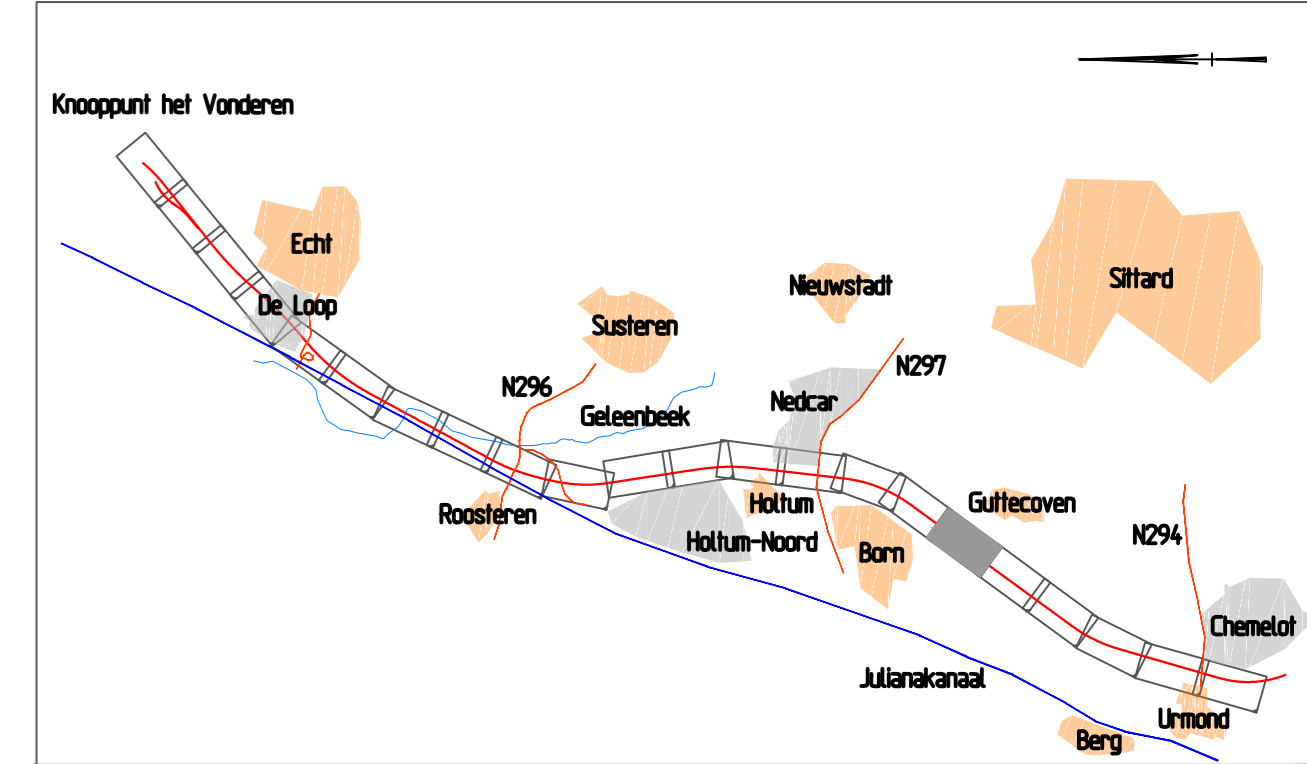 Knooppunt het Vonderen
Echt
De Loop
Sittard
Nieuwstadt
Susteren
N297
N296
Nedcar
Geleenbeek
Holtum
Guttecoven
Roosteren
N294
Holtum-Noord
Born
Chemelot
Julianakanaal
Urmond
Berg